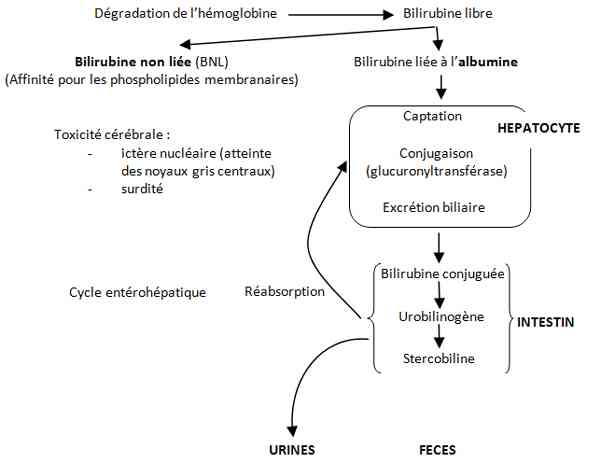 Dégradation de l'hémoglobine
Bilirubine libre
Bilirubine non liée (BNL)
(Affinité pour les phospholipides membranaires)
Bilirubine liée à l'albumine
Captation
HEPATOCYTE
Toxicité cérébrale :
- ictère nucléaire (atteinte
des noyaux gris centraux)
- surdité
Conjugaison
(glucuronyltransférase)
Excrétion biliaire
Bilirubine conjuguée
Cycle entérohépatique
Réabsorption
Urobilinogène
INTESTIN
Stercobiline
URINES
FECES